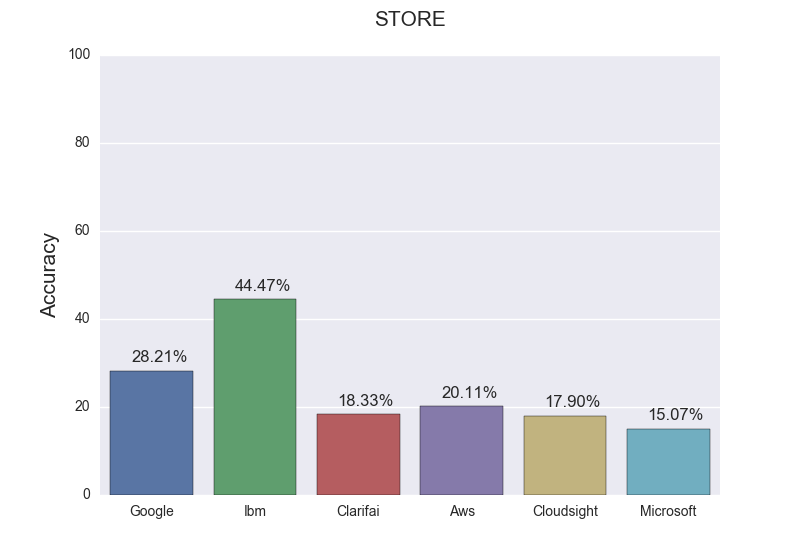 STORE
Accuracy
100
80
60
40
20
0
28.21%
44.47%
18.33%
20.11%
17.90%
15.07%
Google
Ibm
Clarifai
Aws
Cloudsight
Microsoft